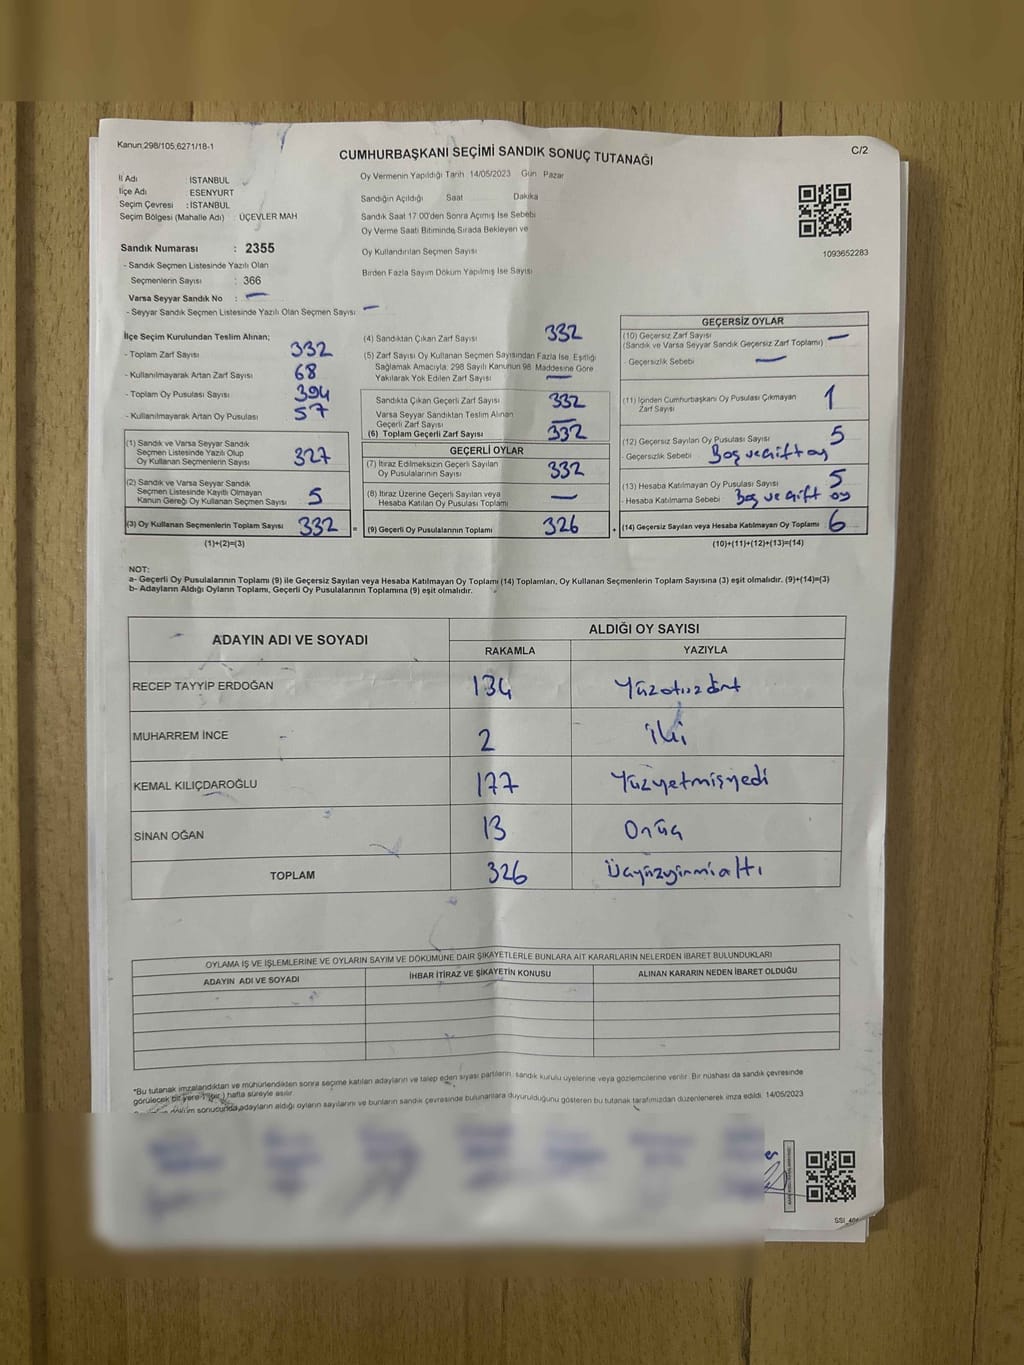 Kanun;298/105;6271/18-1
C/2
CUMHURBAŞKANI SEÇİMİ SANDIK SONUÇ TUTANAĞI
İl Adı : İSTANBUL
İlçe Adı : ESENYURT
Seçim Çevresi : İSTANBUL
Seçim Bölgesi (Mahalle Adı) : ÜÇEVLER MAH
Sandık Numarası : 2355
- Sandık Seçmen Listesinde Yazılı Olan
Seçmenlerin Sayısı : 366
Varsa Seyyar Sandık No : —
- Seyyar Sandık Seçmen Listesinde Yazılı Olan Seçmen Sayısı : —
Oy Vermenin Yapıldığı Tarih 14/05/2023 Gün Pazar
Sandığın Açıldığı Saat Dakika
Sandık Saat 17.00'den Sonra Açımış İse Sebebi
Oy Verme Saati Bitiminde Sırada Bekleyen ve
Oy Kullandırılan Seçmen Sayısı
Birden Fazla Sayım Döküm Yapılmış İse Sayısı
1093652283
İlçe Seçim Kurulundan Teslim Alınan;
- Toplam Zarf Sayısı 332
- Kullanılmayarak Artan Zarf Sayısı 68
- Toplam Oy Pusulası Sayısı 394
- Kullanılmayarak Artan Oy Pusulası 57
(1) Sandık ve Varsa Seyyar Sandık
Seçmen Listesinde Yazılı Olup
Oy Kullanan Seçmenlerin Sayısı 327
(2) Sandık ve Varsa Seyyar Sandık
Seçmen Listesinde Kayıtlı Olmayan
Kanun Gereği Oy Kullanan Seçmen Sayısı 5
(3) Oy Kullanan Seçmenlerin Toplam Sayısı 332
=
(1)+(2)=(3)
(4) Sandıktan Çıkan Zarf Sayısı 332
(5) Zarf Sayısı Oy Kullanan Seçmen Sayısından Fazla İse, Eşitliği
Sağlamak Amacıyla; 298 Sayılı Kanunun 98. Maddesine Göre
Yakılarak Yok Edilen Zarf Sayısı —
Sandıkta Çıkan Geçerli Zarf Sayısı 332
Varsa Seyyar Sandıktan Teslim Alınan
Geçerli Zarf Sayısı —
(6) Toplam Geçerli Zarf Sayısı 332
GEÇERLİ OYLAR
(7) İtiraz Edilmeksizin Geçerli Sayılan
Oy Pusulalarının Sayısı 332
(8) İtiraz Üzerine Geçerli Sayılan veya
Hesaba Katılan Oy Pusulası Toplamı —
(9) Geçerli Oy Pusulalarının Toplamı 326
+
GEÇERSİZ OYLAR
(10) Geçersiz Zarf Sayısı
(Sandık ve Varsa Seyyar Sandık Geçersiz Zarf Toplamı) —
- Geçersizlik Sebebi —
(11) İçinden Cumhurbaşkanı Oy Pusulası Çıkmayan
Zarf Sayısı 1
(12) Geçersiz Sayılan Oy Pusulası Sayısı 5
- Geçersizlik Sebebi Boş ve çift oy
(13) Hesaba Katılmayan Oy Pusulası Sayısı 5
- Hesaba Katılmama Sebebi Boş ve çift oy
(14) Geçersiz Sayılan veya Hesaba Katılmayan Oy Toplamı 6
(10)+(11)+(12)+(13)=(14)
NOT:
a- Geçerli Oy Pusulalarının Toplamı (9) ile Geçersiz Sayılan veya Hesaba Katılmayan Oy Toplamı (14) Toplamları, Oy Kullanan Seçmenlerin Toplam Sayısına (3) eşit olmalıdır. (9)+(14)=(3)
b- Adayların Aldığı Oyların Toplamı, Geçerli Oy Pusulalarının Toplamına (9) eşit olmalıdır.
ADAYIN ADI VE SOYADI ALDIĞI OY SAYISI
RAKAMLA YAZIYLA
RECEP TAYYİP ERDOĞAN 134 Yüzotuzdört
MUHARREM İNCE 2 iki
KEMAL KILIÇDAROĞLU 177 Yüzyetmişyedi
SİNAN OĞAN 13 Onüç
TOPLAM 326 Üçyüzyirmialtı
OYLAMA İŞ VE İŞLEMLERİNE VE OYLARIN SAYIM VE DÖKÜMÜNE DAİR ŞİKAYETLERLE BUNLARA AİT KARARLARIN NELERDEN İBARET BULUNDUKLARI
ADAYIN ADI VE SOYADI İHBAR İTİRAZ VE ŞİKAYETİN KONUSU ALINAN KARARIN NEDEN İBARET OLDUĞU
*Bu tutanak imzalandıktan ve mühürlendikten sonra seçime katılan adayların ve talep eden siyasi partilerin, sandık kurulu üyelerine veya gözlemcilerine verilir. Bir nüshası da sandık çevresinde
görülecek bir yere 1 (bir) hafta süreyle asılır.
döküm sonucunda adayların aldığı oyların sayılarını ve bunların sandık çevresinde bulunanlara duyurulduğunu gösteren bu tutanak tarafımızdan düzenlenerek imza edildi. 14/05/2023